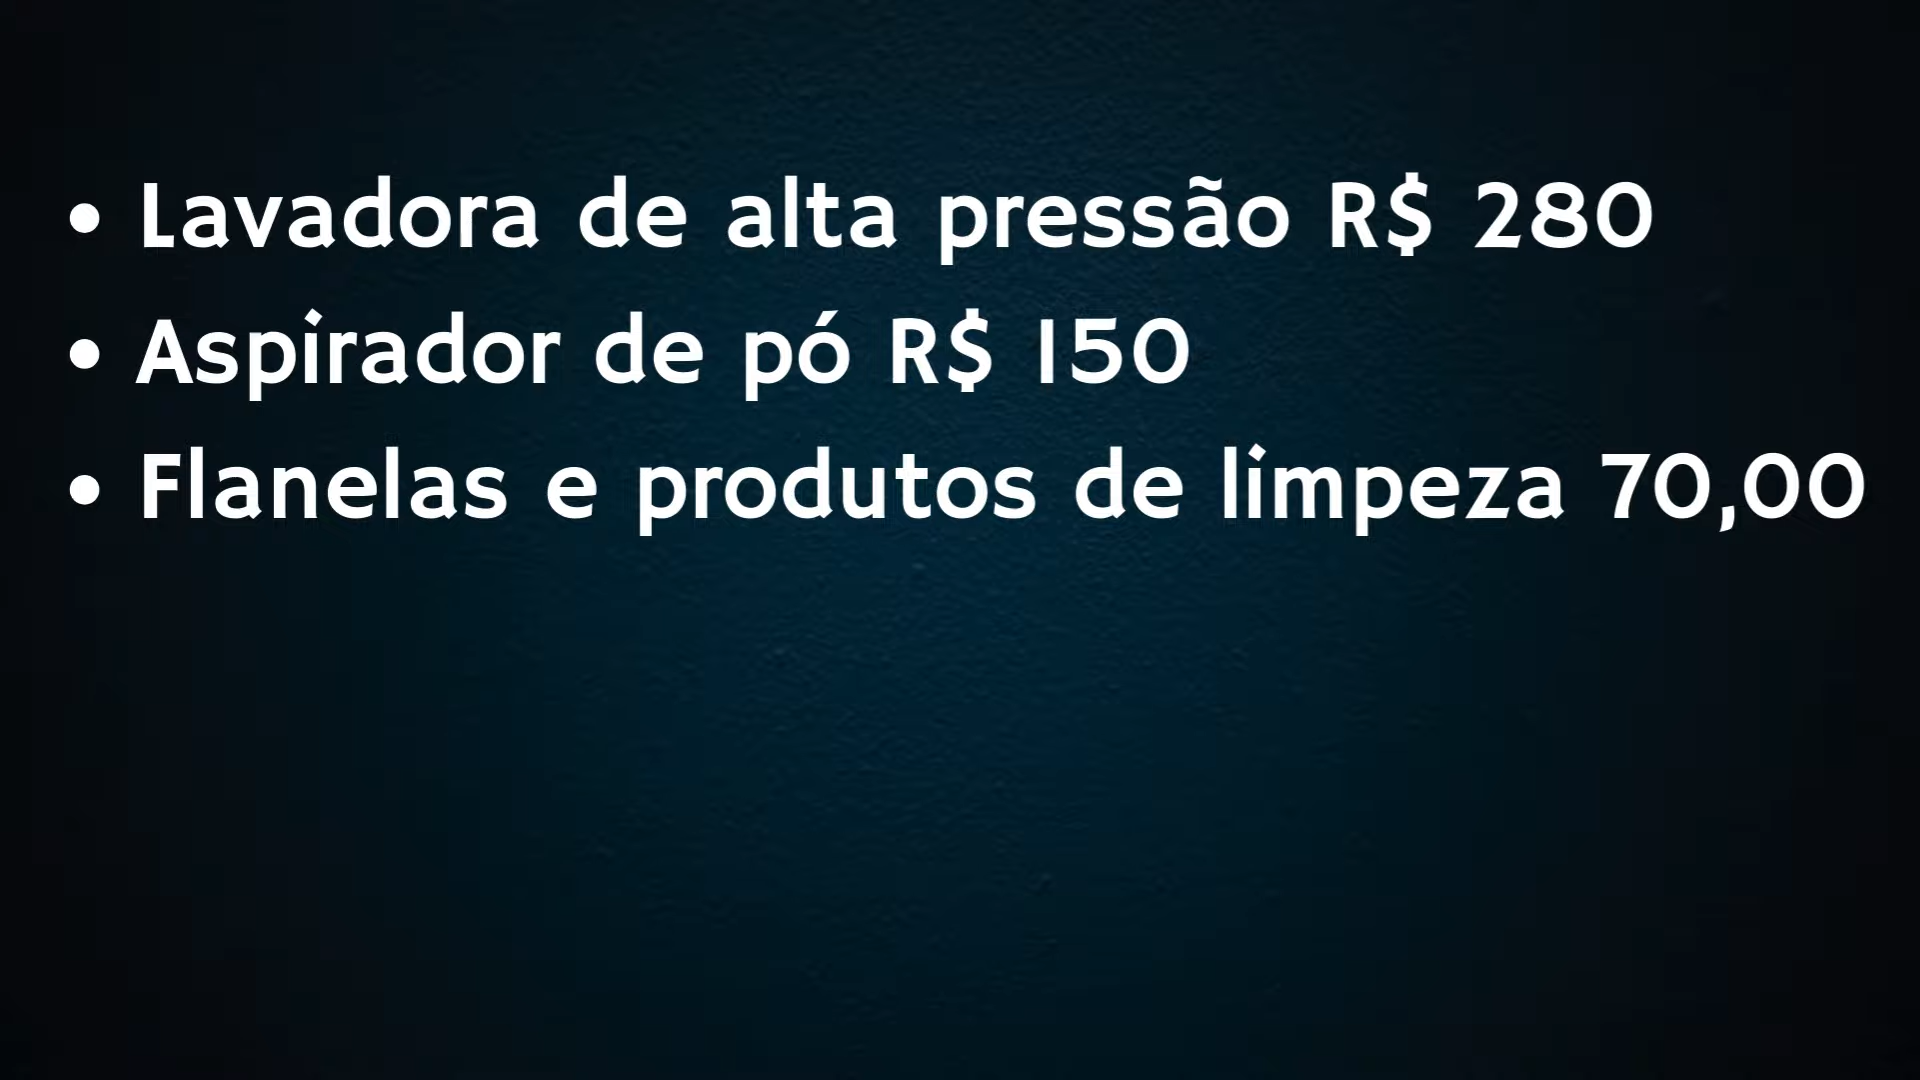 • Lavadora de alta pressão R$ 280
• Aspirador de pó R$ 150
• Flanelas e produtos de limpeza 70,00